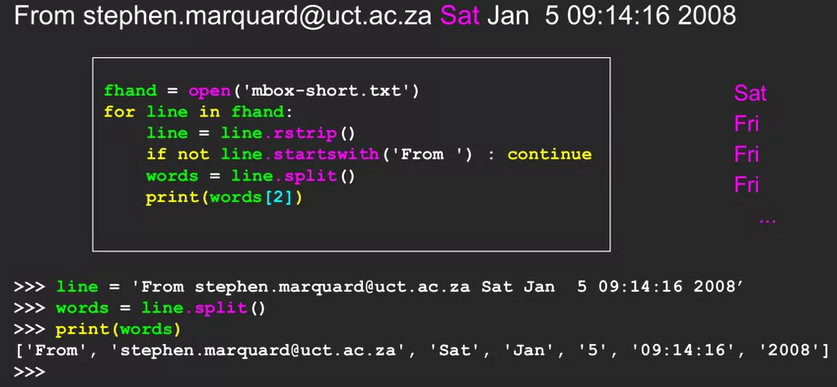 From stephen.marquard@uct.ac.za Sat Jan  5 09:14:16 2008
fhand = open('mbox-short.txt')
for line in fhand:
    line = line.rstrip()
    if not line.startswith('From ') : continue
    words = line.split()
    print(words[2])
Sat
Fri
Fri
Fri
...
>>> line = 'From stephen.marquard@uct.ac.za Sat Jan  5 09:14:16 2008’
>>> words = line.split()
>>> print(words)
['From', 'stephen.marquard@uct.ac.za', 'Sat', 'Jan', '5', '09:14:16', '2008']
>>>